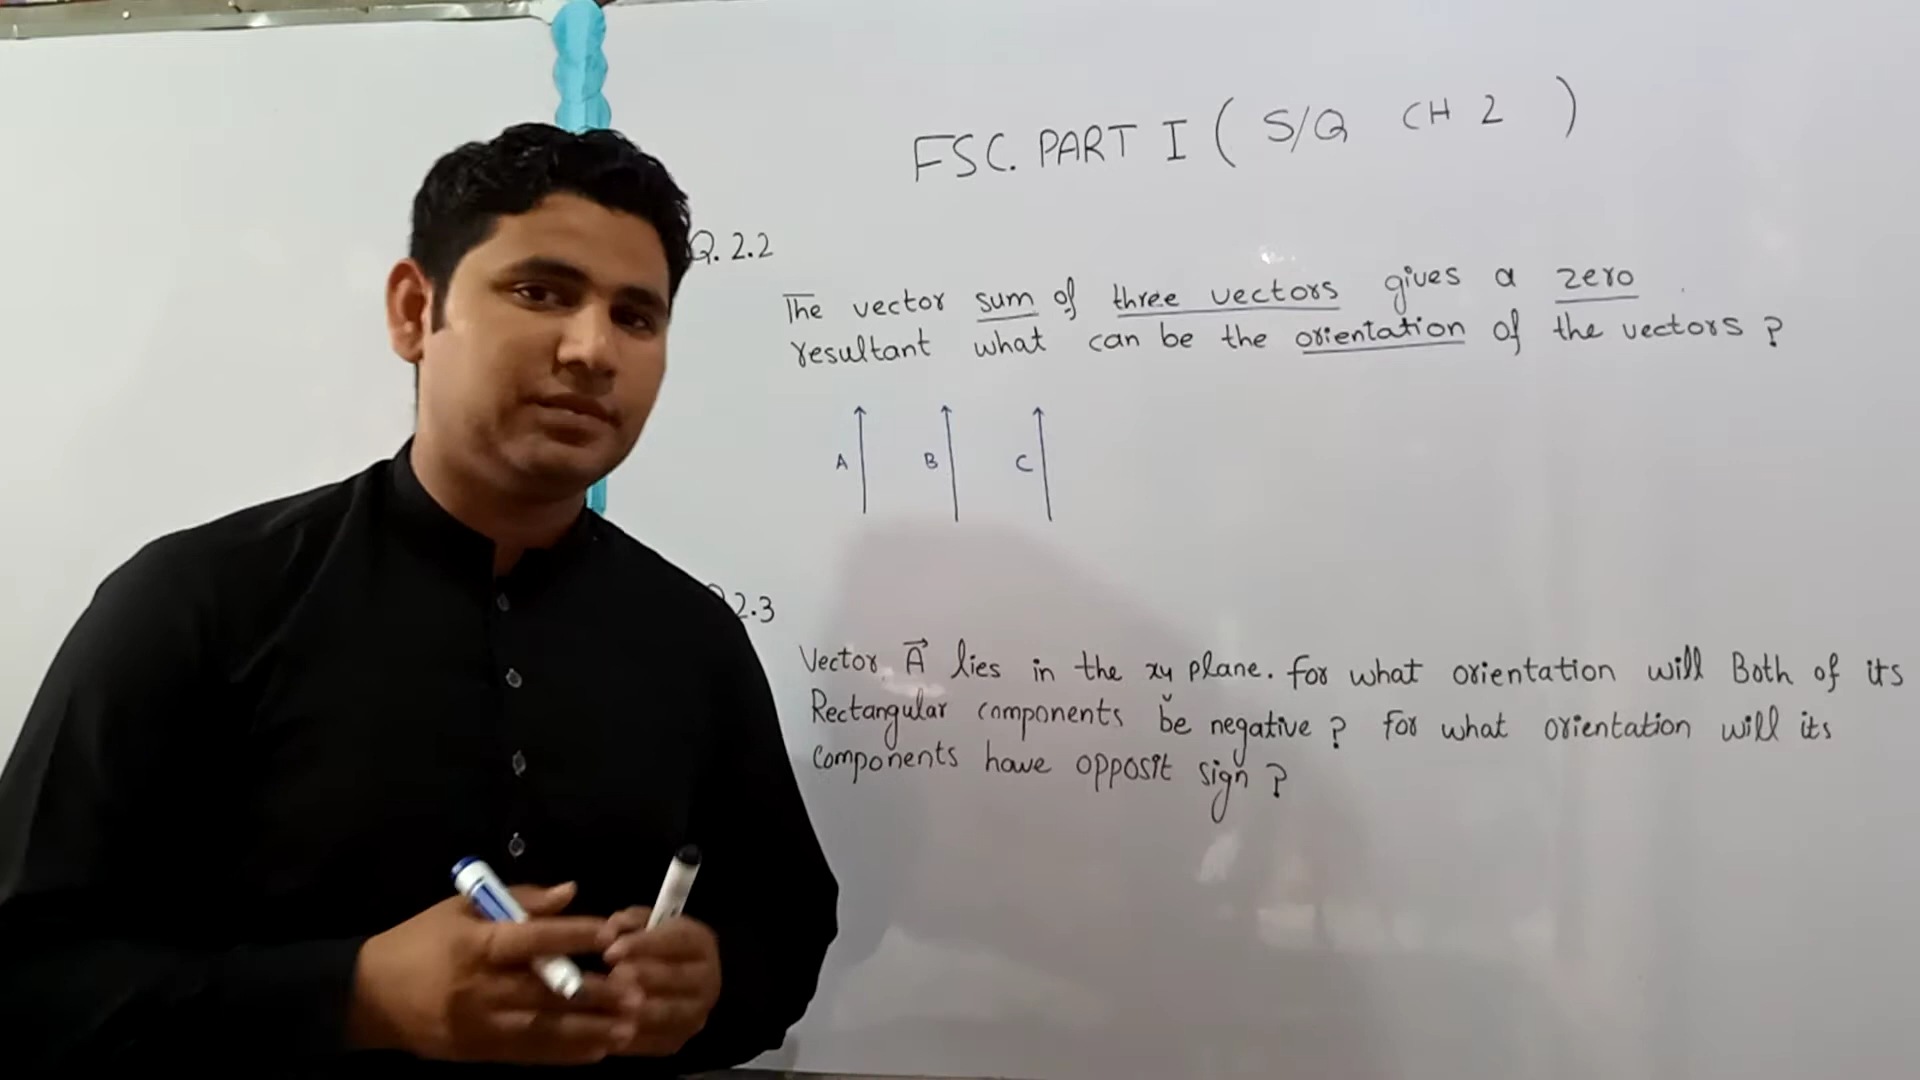 FSC. PART I ( S/Q CH 2 )
Q. 2.2
The vector sum of three vectors gives a zero
resultant what can be the orientation of the vectors ?
A B C
2.3
Vector A⃗ lies in the xy plane. for what orientation will Both of its
Rectangular components be negative ? for what orientation will its
components have opposit sign ?